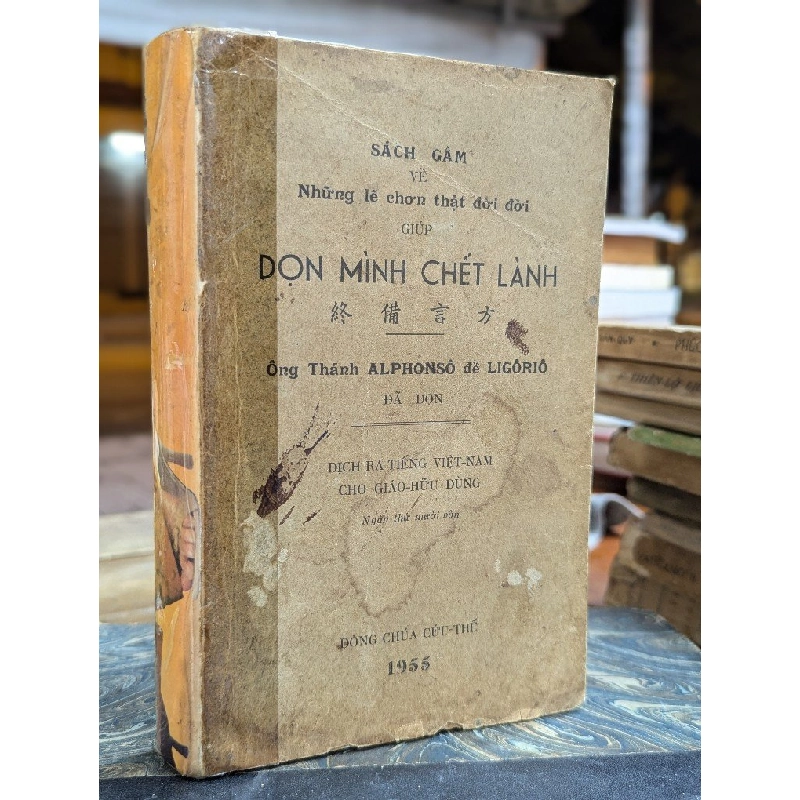 SÁCH GẪM
VỀ
Những lẽ chơn thật đời đời
GIÚP
DỌN MÌNH CHẾT LÀNH
終 備 言 方
Ông Thánh ALPHONSÔ đê LIGÔRIÔ
ĐÃ DỌN
DỊCH RA TIẾNG VIỆT-NAM
CHO GIÁO-HỮU DÙNG
DÒNG CHÚA CỨU-THẾ
1955